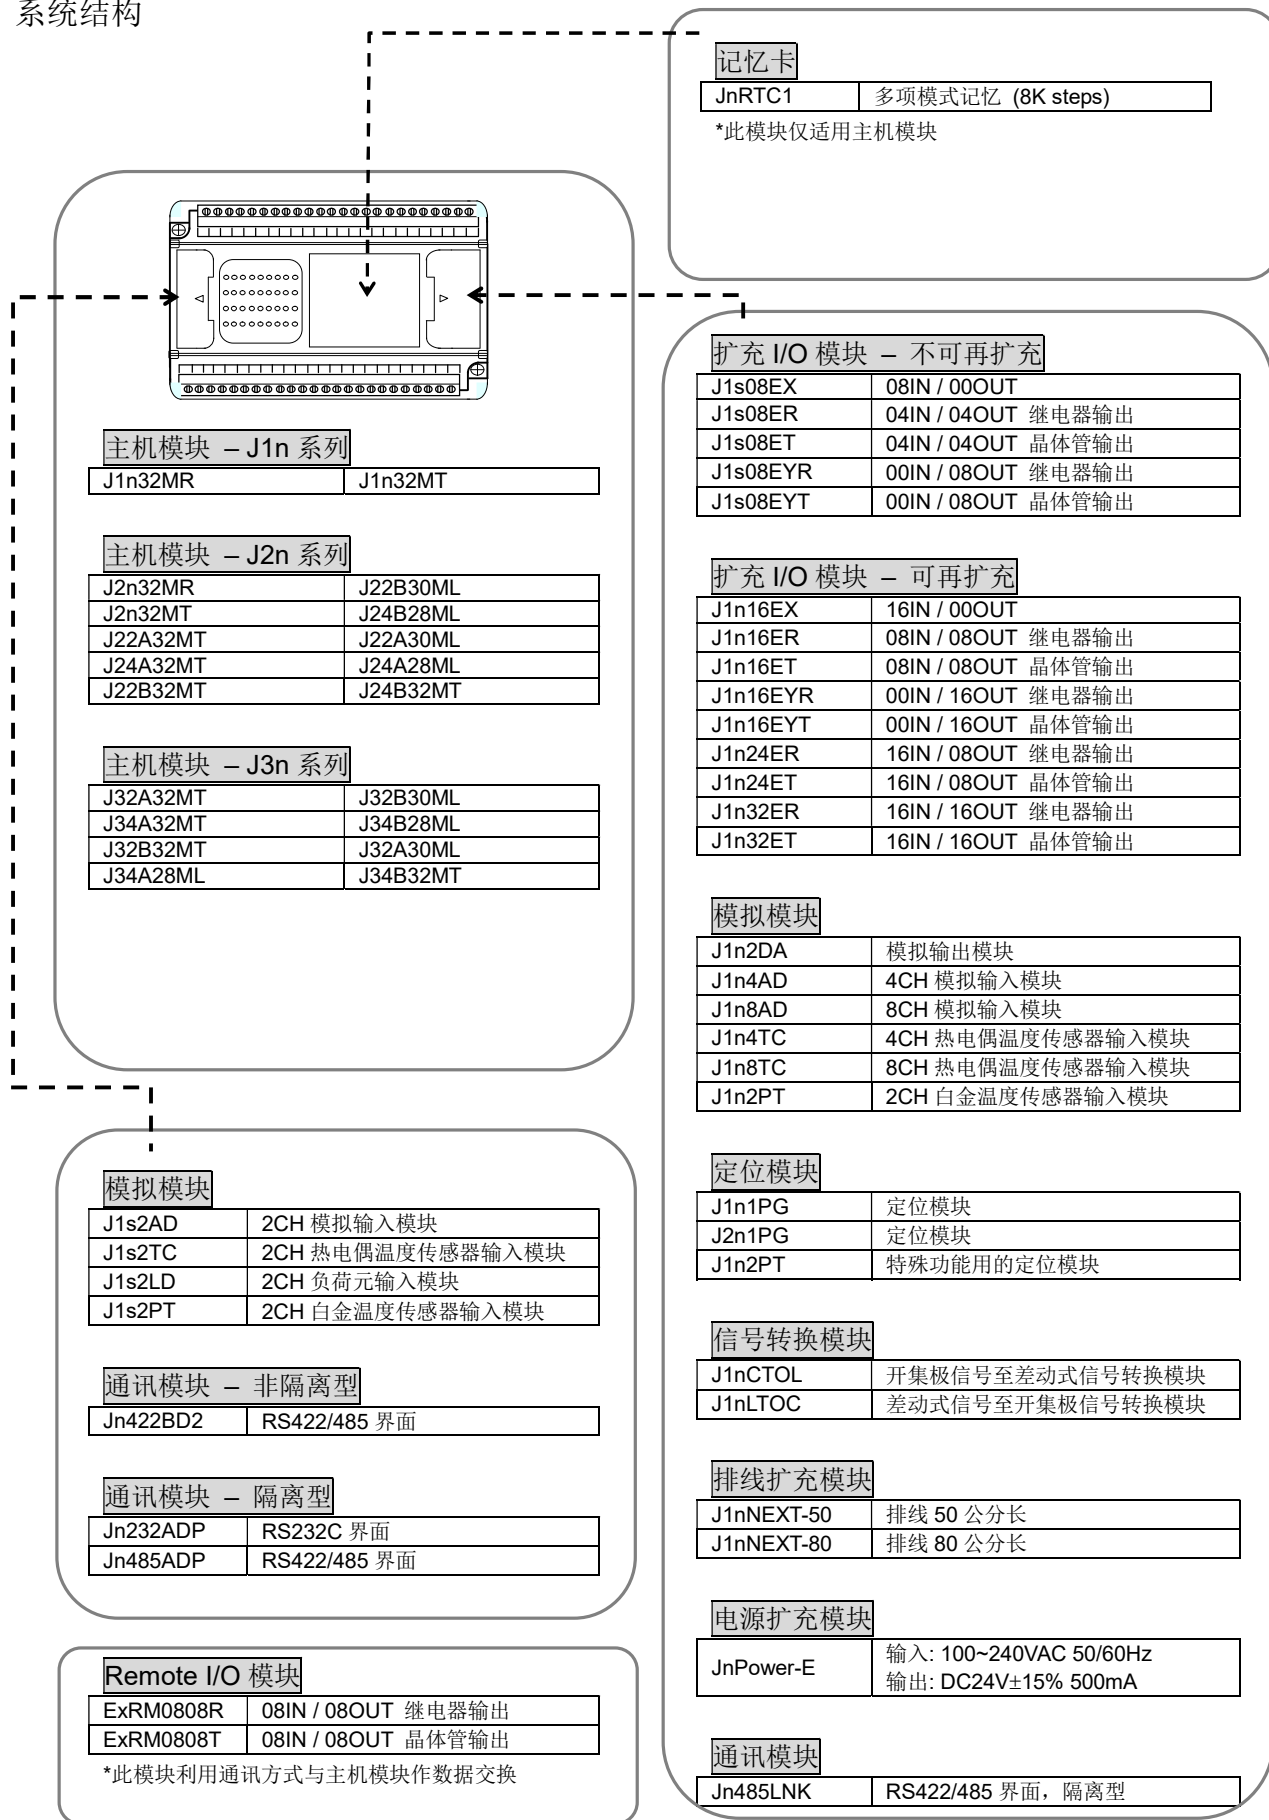 系统结构
记忆卡
JnRTC1 多项模式记忆 (8K steps)
*此模块仅适用主机模块
主机模块 – J1n 系列
J1n32MR J1n32MT
主机模块 – J2n 系列
J2n32MR J22B30ML
J2n32MT J24B28ML
J22A32MT J22A30ML
J24A32MT J24A28ML
J22B32MT J24B32MT
主机模块 – J3n 系列
J32A32MT J32B30ML
J34A32MT J34B28ML
J32B32MT J32A30ML
J34A28ML J34B32MT
模拟模块
J1s2AD 2CH 模拟输入模块
J1s2TC 2CH 热电偶温度传感器输入模块
J1s2LD 2CH 负荷元输入模块
J1s2PT 2CH 白金温度传感器输入模块
通讯模块 – 非隔离型
Jn422BD2 RS422/485 界面
通讯模块 – 隔离型
Jn232ADP RS232C 界面
Jn485ADP RS422/485 界面
Remote I/O 模块
ExRM0808R 08IN / 08OUT 继电器输出
ExRM0808T 08IN / 08OUT 晶体管输出
*此模块利用通讯方式与主机模块作数据交换
扩充 I/O 模块 – 不可再扩充
J1s08EX 08IN / 00OUT
J1s08ER 04IN / 04OUT 继电器输出
J1s08ET 04IN / 04OUT 晶体管输出
J1s08EYR 00IN / 08OUT 继电器输出
J1s08EYT 00IN / 08OUT 晶体管输出
扩充 I/O 模块 – 可再扩充
J1n16EX 16IN / 00OUT
J1n16ER 08IN / 08OUT 继电器输出
J1n16ET 08IN / 08OUT 晶体管输出
J1n16EYR 00IN / 16OUT 继电器输出
J1n16EYT 00IN / 16OUT 晶体管输出
J1n24ER 16IN / 08OUT 继电器输出
J1n24ET 16IN / 08OUT 晶体管输出
J1n32ER 16IN / 16OUT 继电器输出
J1n32ET 16IN / 16OUT 晶体管输出
模拟模块
J1n2DA 模拟输出模块
J1n4AD 4CH 模拟输入模块
J1n8AD 8CH 模拟输入模块
J1n4TC 4CH 热电偶温度传感器输入模块
J1n8TC 8CH 热电偶温度传感器输入模块
J1n2PT 2CH 白金温度传感器输入模块
定位模块
J1n1PG 定位模块
J2n1PG 定位模块
J1n2PT 特殊功能用的定位模块
信号转换模块
J1nCTOL 开集极信号至差动式信号转换模块
J1nLTOC 差动式信号至开集极信号转换模块
排线扩充模块
J1nNEXT-50 排线 50 公分长
J1nNEXT-80 排线 80 公分长
电源扩充模块
JnPower-E 输入: 100~240VAC 50/60Hz
输出: DC24V±15% 500mA
通讯模块
Jn485LNK RS422/485 界面，隔离型